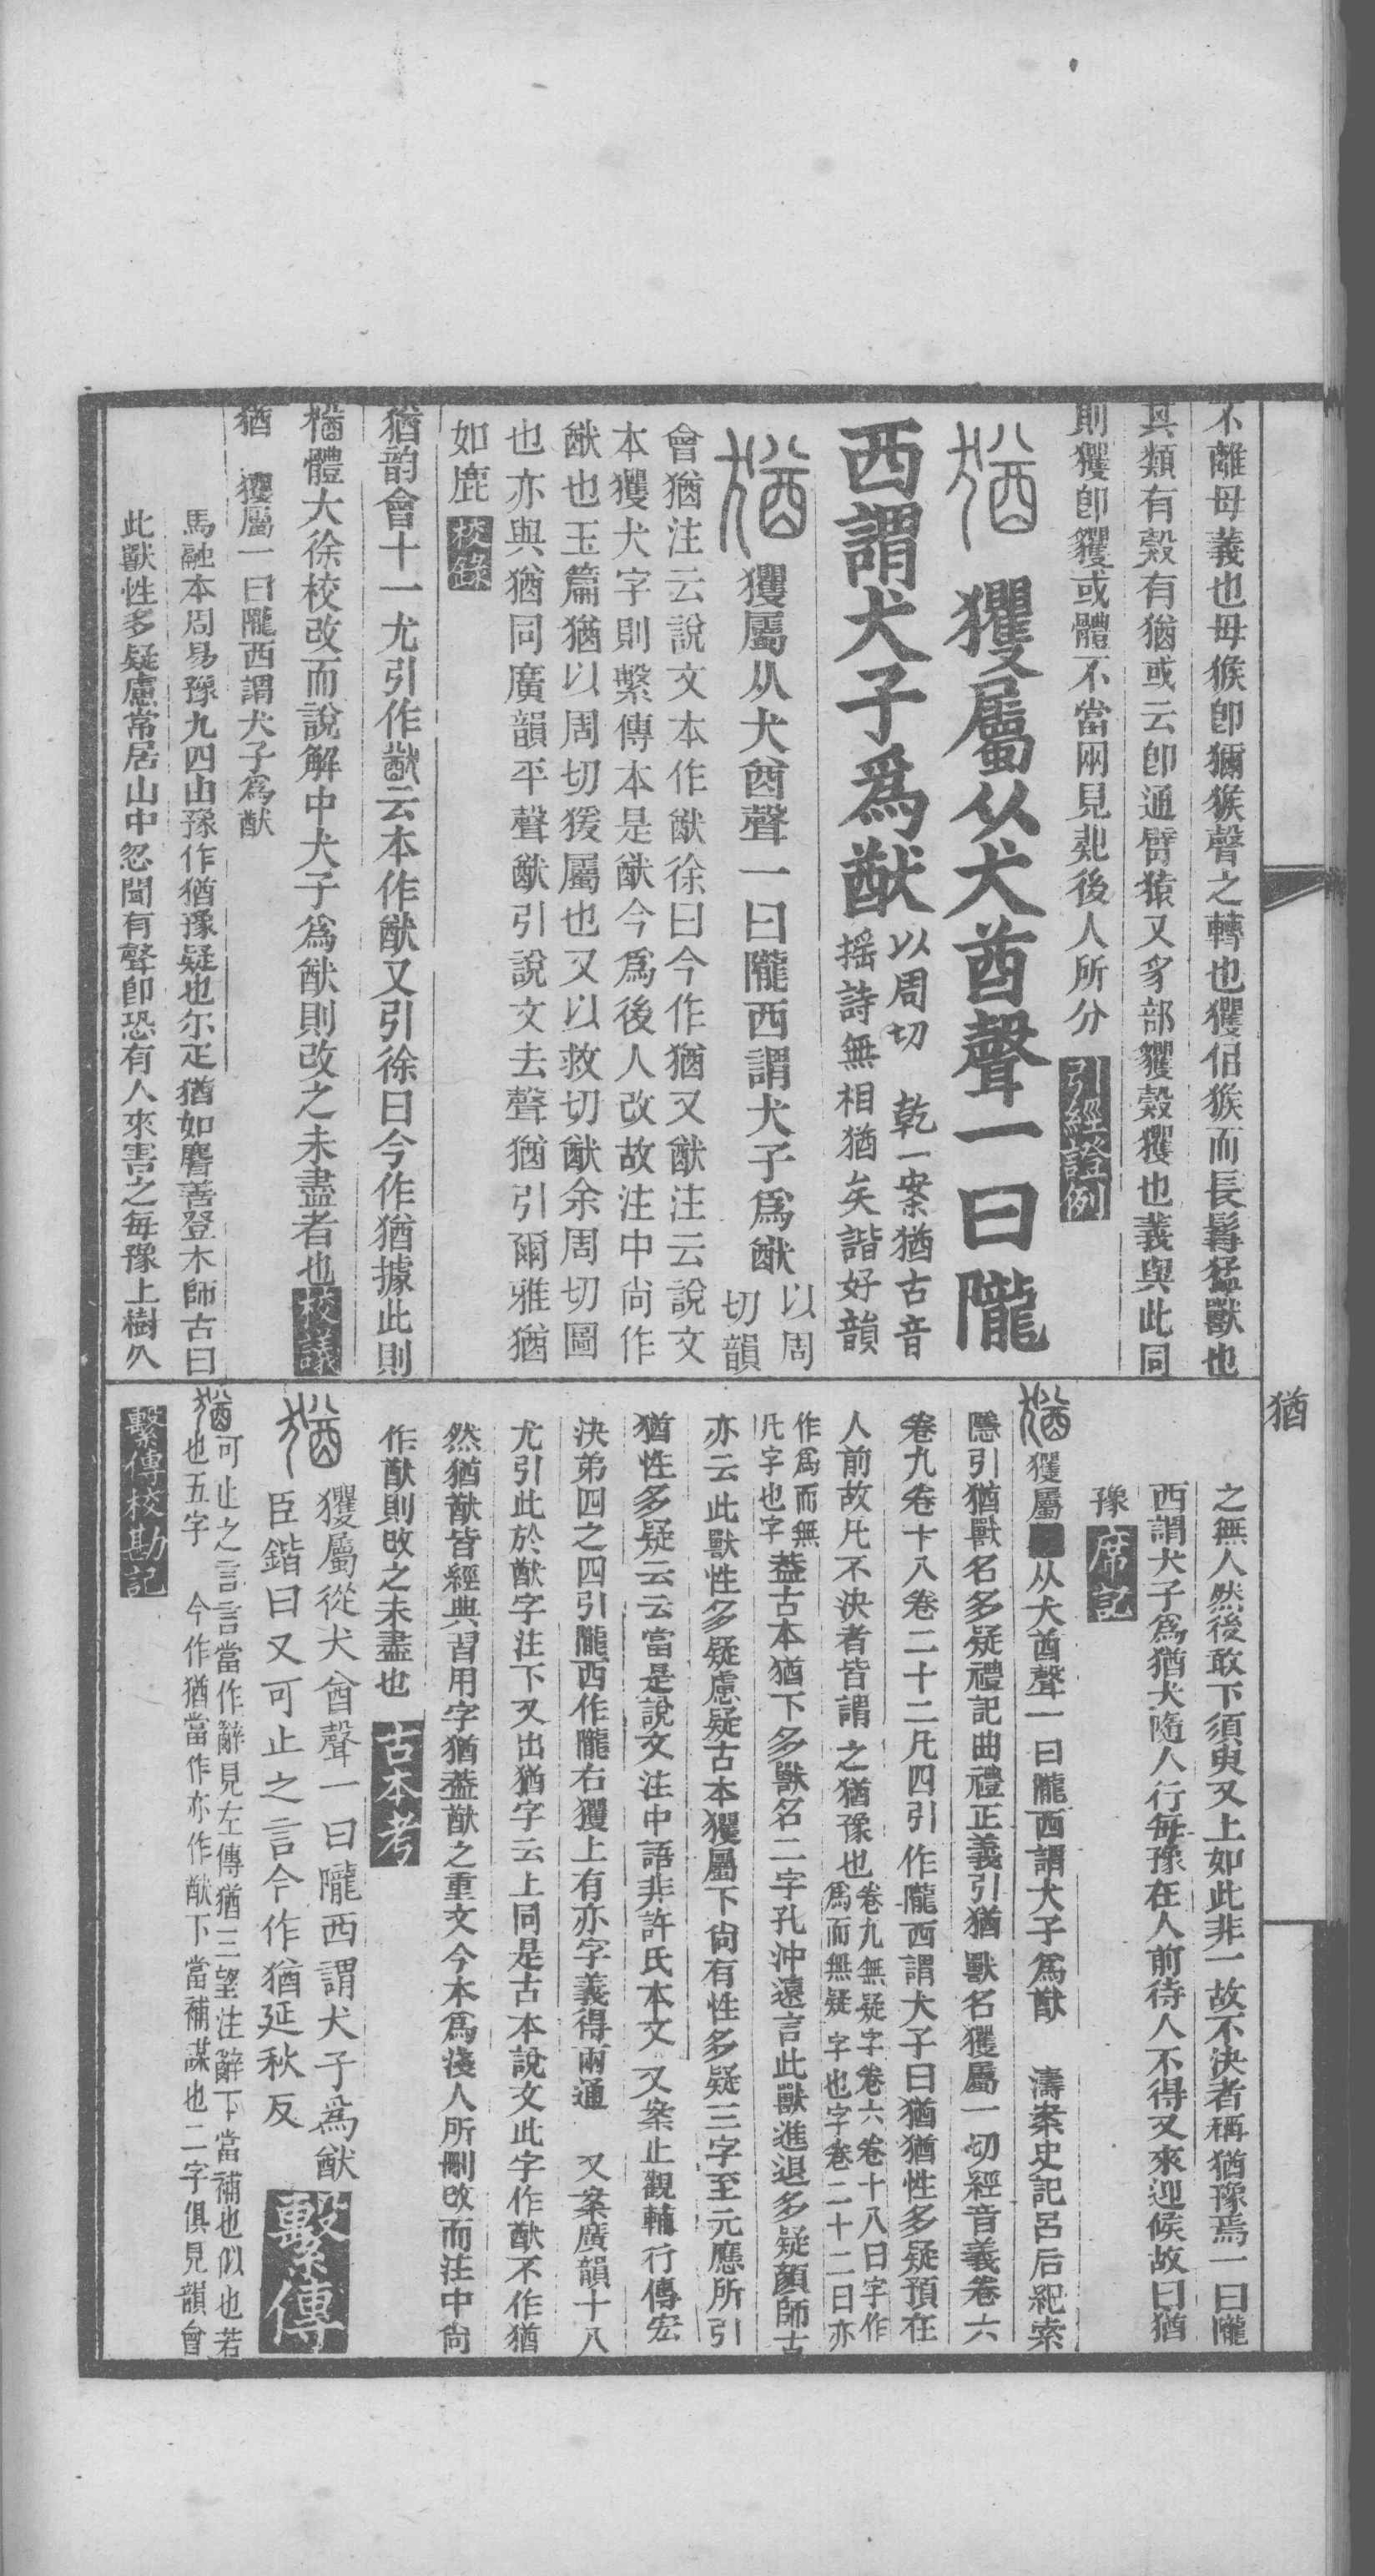 不離母義也母猴卽獼猴聲之轉也玃侣猴而長髯猛獸也
其類有㺉有猶或云卽通臂猿又豸部貜㺉玃也義與此同
則玃卽貜或體不當兩見㲋後人所分引經證例
猶 玃屬从犬酋聲一曰隴
西謂犬子爲猷
以周切 乾一案猶古音
摇詩無相猶矣諧好韻
猶 玃屬从犬酋聲一曰隴西謂犬子爲猷
以周
切韻
會猶注云說文本作猷徐曰今作猶又猷注云說文
本玃犬字則繫傳本是猷今爲後人改故注中尚作
猷也玉篇猶以周切猨屬也又以救切猷余周切圖
也亦與猶同廣韻平聲猷引說文去聲猶引爾雅猶
如麂校錄
猶韵會十一尤引作猷云本作猷又引徐曰今作猶據此則
猶體大徐校改而說解中犬子爲猷則改之未盡者也校議
猶 玃屬一曰隴西謂犬子爲猷
馬融本周易豫九四由豫作猶豫疑也尔疋猶如麐善登木師古曰
此獸性多疑慮常居山中忽聞有聲卽恐有人來害之每豫上樹久
之無人然後敢下須臾又上如此非一故不決者稱猶豫焉一曰隴
西謂犬子爲猶犬隨人行每豫在人前待人不得又來迎候故曰猶
豫席記
猶玃屬从犬酋聲一曰隴西謂犬子爲猷 濤案史記呂后紀索
隱引猶獸名多疑禮記曲禮正義引猶獸名玃屬一切經音義卷六
卷九卷十八卷二十二凡四引作隴西謂犬子曰猶猶性多疑預在
人前故凡不決者皆謂之猶豫也
卷九無疑字卷六卷十八曰字作
爲而無疑字也字卷二十二曰亦
作爲而無
凡字也字
葢古本猶下多獸名二字孔沖遠言此獸進退多疑顏師古
亦云此獸性多疑慮疑古本玃屬下尙有性多疑三字至元應所引
猶性多疑云云當是說文注中語非許氏本文 又案止觀輔行傳宏
決弟四之四引隴西作隴右玃上有亦字義得兩通 又案廣韻十八
尤引此於猷字注下又出猶字云上同是古本說文此字作猷不作猶
然猶猷皆經典習用字猶葢猷之重文今本爲淺人所刪改而注中尙
作猷則改之未盡也古本考
猶 玃屬從犬酋聲一曰隴西謂犬子爲猷
臣鍇曰又可止之言今作猶延秋反繫傳
猶
可止之言言當作辭見左傳猶三望注辭下當補也似也若
也五字 今作猶當作亦作猷下當補謀也二字俱見韻會
繫傳校勘記
猶